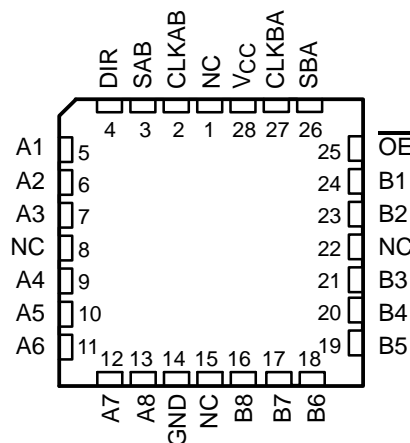 DIR SAB CLKAB NC VCC CLKBA SBA
4 3 2 1 28 27 26
A1 5 25 OE
A2 6 24 B1
A3 7 23 B2
NC 8 22 NC
A4 9 21 B3
A5 10 20 B4
A6 11 19 B5
12 13 14 15 16 17 18
A7 A8 GND NC B8 B7 B6